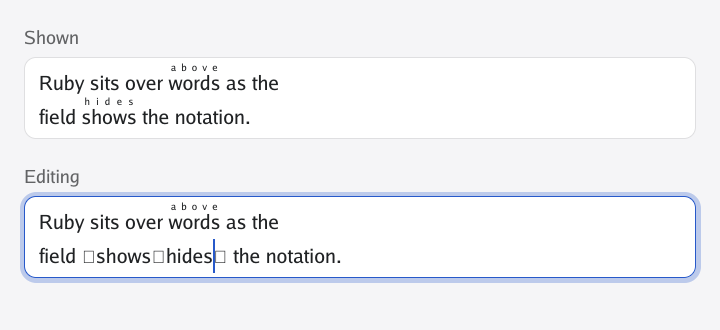 Shown
above
Ruby sits over words as the
hides
field shows the notation.
Editing
above
Ruby sits over words as the
field □shows□hides□ the notation.